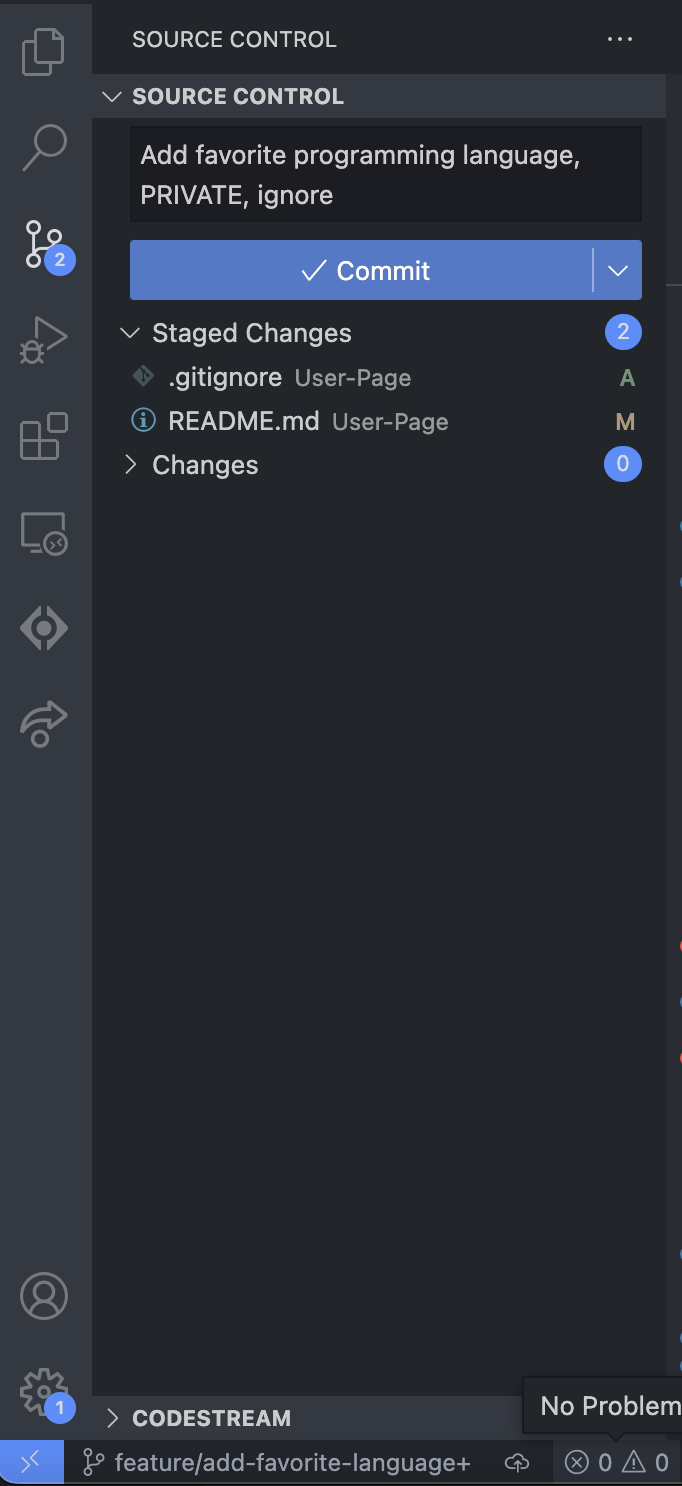 SOURCE CONTROL
SOURCE CONTROL
Add favorite programming language,
PRIVATE, ignore
Commit
Staged Changes 2
.gitignore User-Page A
README.md User-Page M
Changes 0
2
1
CODESTREAM
No Problem
feature/add-favorite-language+ 0 0